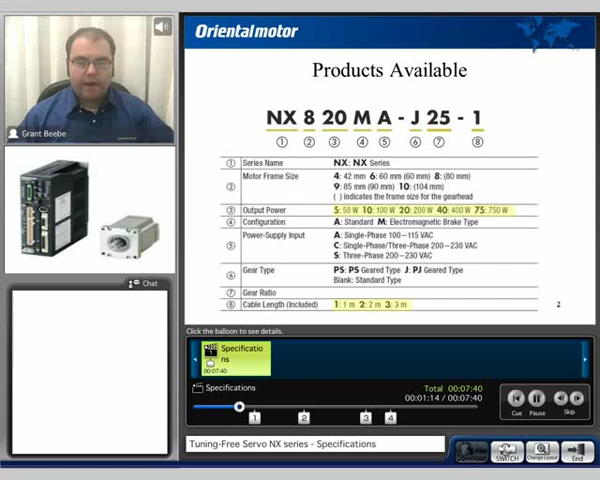 Grant Beebe
Chat
Orientalmotor
Products Available
NX 8 20 M A - J 25 - 1
① ② ③ ④ ⑤ ⑥ ⑦ ⑧
① Series Name NX: NX Series
② Motor Frame Size 4: 42 mm 6: 60 mm (60 mm) 8: (80 mm)
9: 85 mm (90 mm) 10: (104 mm)
( ) indicates the frame size for the gearhead
③ Output Power 5: 50 W 10: 100 W 20: 200 W 40: 400 W 75: 750 W
④ Configuration A: Standard M: Electromagnetic Brake Type
⑤ Power-Supply Input A: Single-Phase 100–115 VAC
C: Single-Phase/Three-Phase 200–230 VAC
S: Three-Phase 200–230 VAC
⑥ Gear Type PS: PS Geared Type J: PJ Geared Type
Blank: Standard Type
⑦ Gear Ratio
⑧ Cable Length (Included) 1: 1 m 2: 2 m 3: 3 m
2
Click the balloon to see details.
1
Specificatio
ns
00:07:40
Specifications
Total 00:07:40
00:01:14 / 00:07:40
1 2 3 4
Cue Pause Skip
Tuning-Free Servo NX series - Specifications
SWITCH Change Layout End